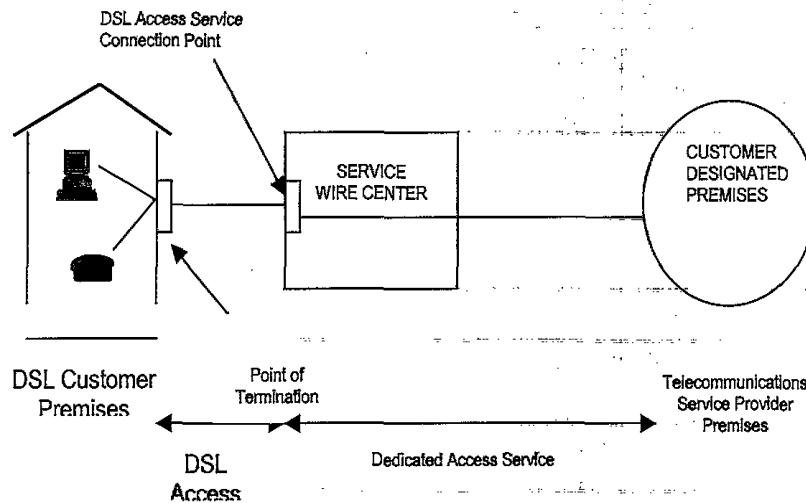 DSL Access Service
Connection Point
SERVICE
WIRE CENTER
CUSTOMER
DESIGNATED
PREMISES
DSL Customer
Premises
Point of
Termination
Telecommunications
Service Provider
Premises
DSL
Access
Dedicated Access Service